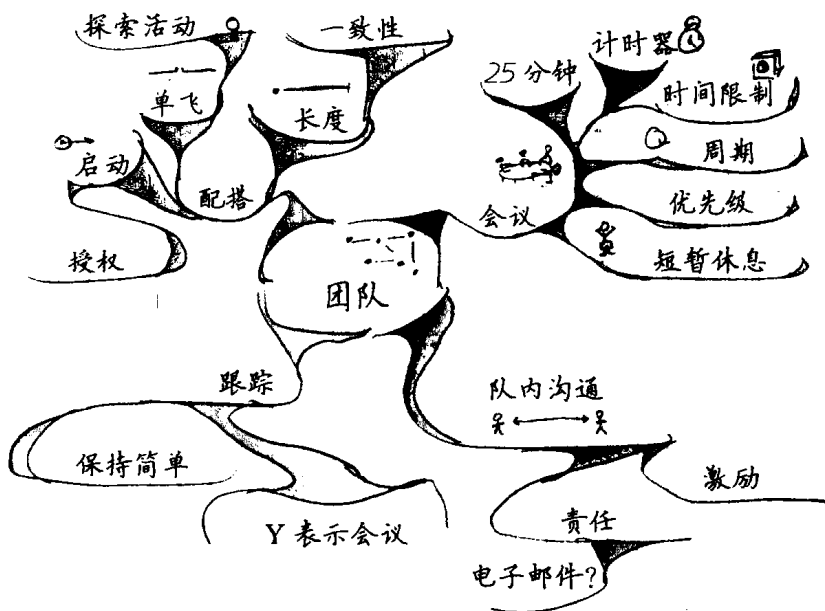 探索活动
一致性
计时器
25分钟
时间限制
单飞
长度
周期
启动
配搭
会议
优先级
授权
短暂休息
团队
跟踪
队内沟通
保持简单
激励
Y表示会议
责任
电子邮件?